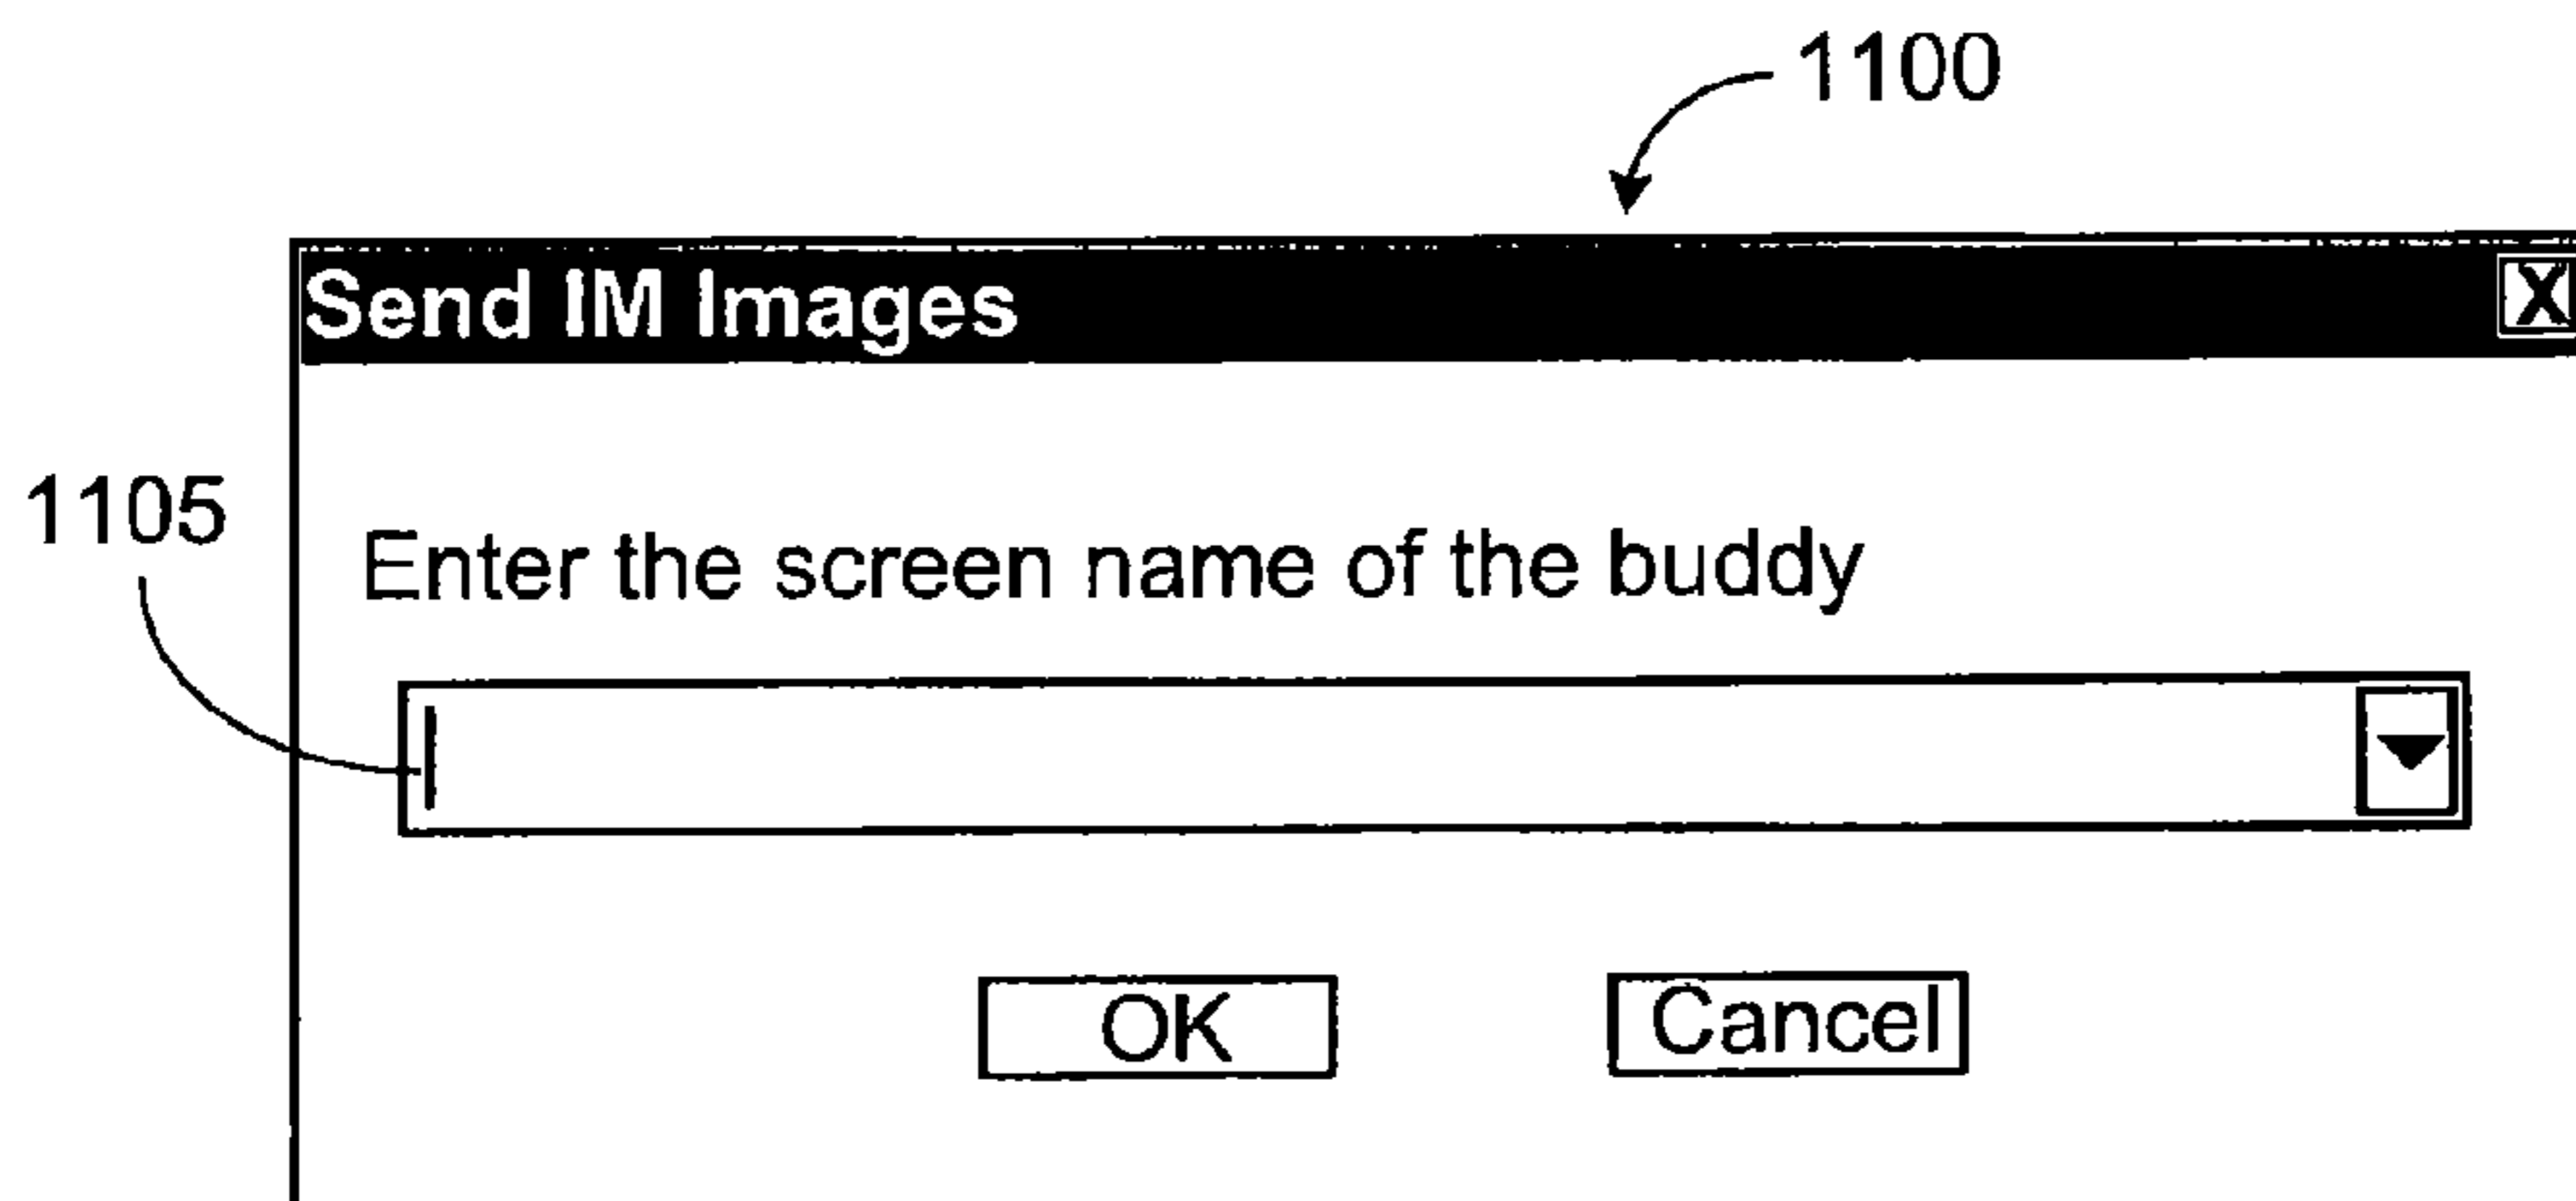 1100
Send IM Images X
1105
Enter the screen name of the buddy
OK Cancel